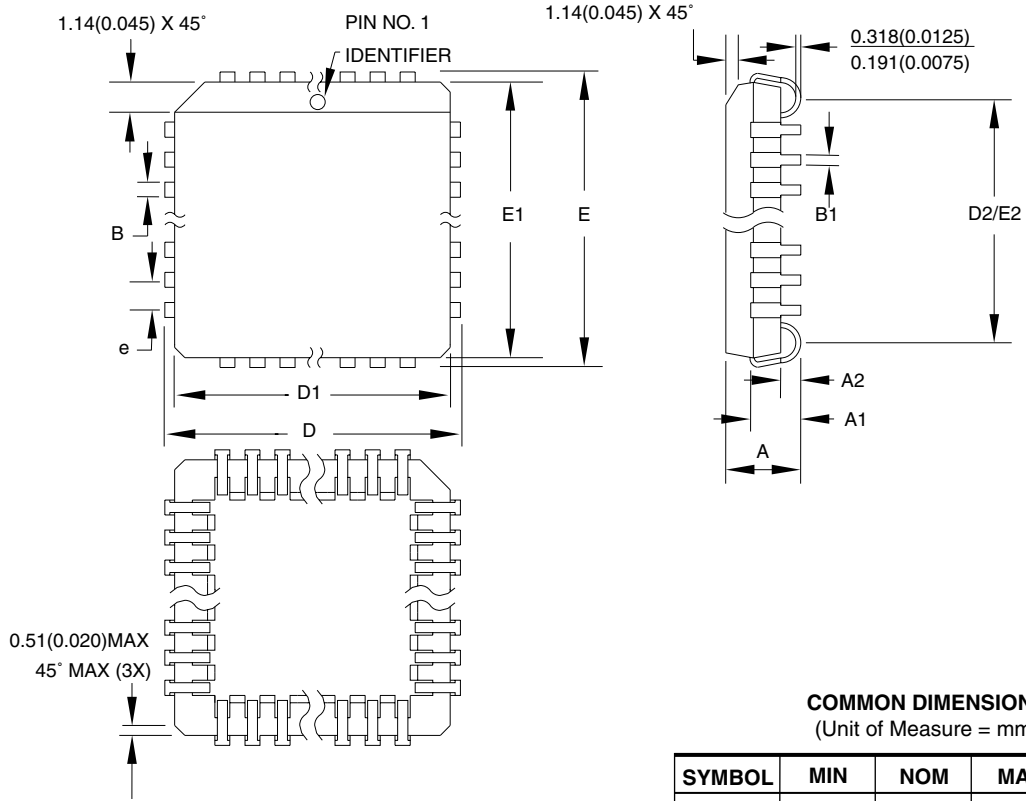 1.14(0.045) X 45˚
PIN NO. 1
IDENTIFIER
1.14(0.045) X 45˚
0.318(0.0125)
0.191(0.0075)
E1
E
B
e
B1
D2/E2
A2
A1
A
D1
D
0.51(0.020)MAX
45˚ MAX (3X)
COMMON DIMENSION
(Unit of Measure = mm
SYMBOL MIN NOM MA